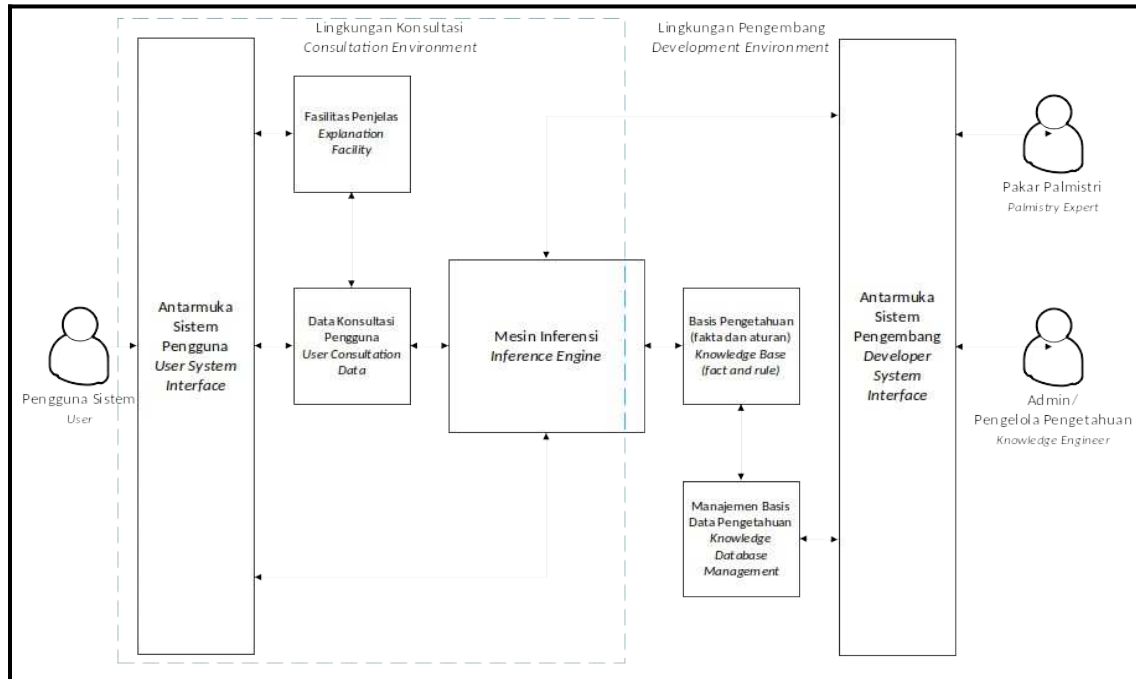 Lingkungan Konsultasi
Consultation Environment
Lingkungan Pengembang
Development Environment
Fasilitas Penjelas
Explanation
Facility
Pakar Palmistri
Palmistry Expert
Antarmuka
Sistem
Pengguna
User System
Interface
Data Konsultasi
Pengguna
User Consultation
Data
Mesin Inferensi
Inference Engine
Basis Pengetahuan
(fakta dan aturan)
Knowledge Base
(fact and rule)
Antarmuka
Sistem
Pengembang
Developer
System
Interface
Pengguna Sistem
User
Admin/
Pengelola Pengetahuan
Knowledge Engineer
Manajemen Basis
Data Pengetahuan
Knowledge
Database
Management